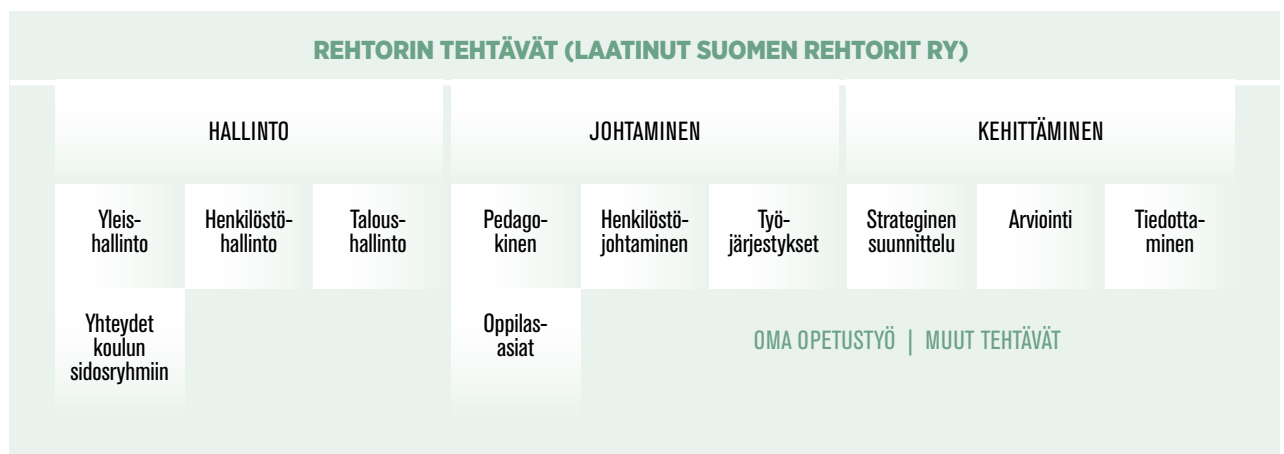 REHTORIN TEHTÄVÄT (LAATINUT SUOMEN REHTORIT RY)
HALLINTO
JOHTAMINEN
KEHITTÄMINEN
Yleis-
hallinto
Henkilöstö-
hallinto
Talous-
hallinto
Pedago-
kinen
Henkilöstö-
johtaminen
Työ-
järjestykset
Strateginen
suunnittelu
Arviointi
Tiedotta-
minen
Yhteydet
koulun
sidosryhmiin
Oppilas-
asiat
OMA OPETUSTYÖ | MUUT TEHTÄVÄT